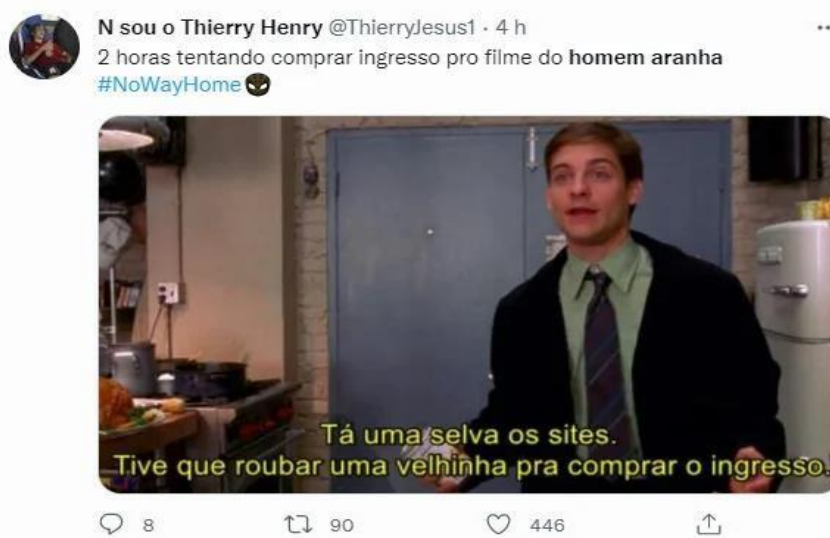 N sou o Thierry Henry @ThierryJesus1 · 4 h
2 horas tentando comprar ingresso pro filme do homem aranha
#NoWayHome
Tá uma selva os sites.
Tive que roubar uma velhinha pra comprar o ingresso.
8 90 446